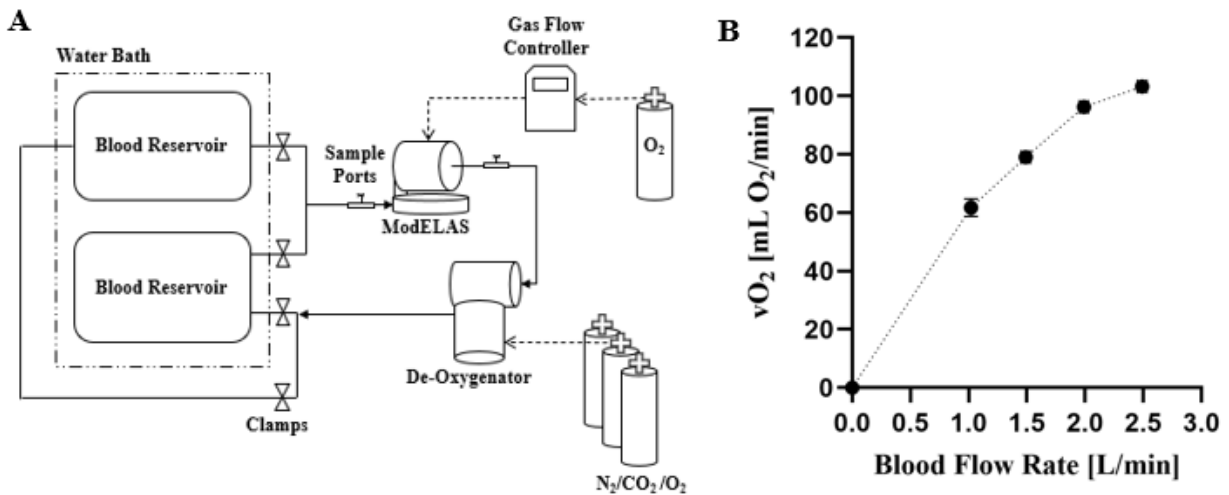 A
Water Bath
Blood Reservoir
Blood Reservoir
Sample
Ports
ModELAS
Gas Flow
Controller
O₂
De-Oxygenator
Clamps
N₂/CO₂/O₂
B
vO₂ [mL O₂/min]
120
100
80
60
40
20
0
0.0 0.5 1.0 1.5 2.0 2.5 3.0
Blood Flow Rate [L/min]